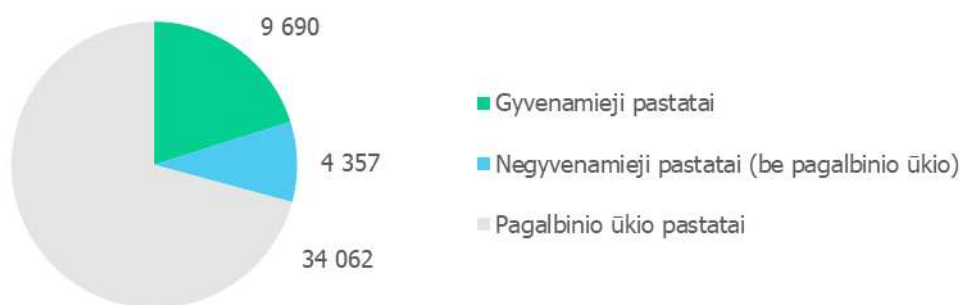 9 690
Gyvenamieji pastatai
4 357
Negyvenamieji pastatai (be pagalbinio ūkio)
Pagalbinio ūkio pastatai
34 062